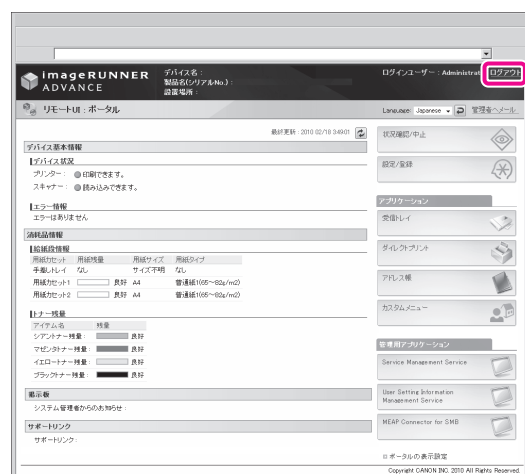 imageRUNNER
ADVANCE
デバイス名 :
製品名(シリアルNo.) :
設置場所 :
ログインユーザー : Administrat
ログアウト
リモートUI : ポータル
Language: Japanese
管理者へメール
最終更新 : 2010 02/18 3:49:01
デバイス基本情報
デバイス状況
プリンター : 印刷できます。
スキャナー : 読み込みできます。
エラー情報
エラーはありません
消耗品情報
給紙段情報
用紙カセット 用紙残量 用紙サイズ 用紙タイプ
手差しトレイ なし サイズ不明 なし
用紙カセット1 良好 A4 普通紙1(65～82g/m2)
用紙カセット2 良好 A4 普通紙1(65～82g/m2)
トナー残量
アイテム名 残量
シアントナー残量 : 良好
マゼンタトナー残量 : 良好
イエロートナー残量 : 良好
ブラックトナー残量 : 良好
掲示板
システム管理者からのお知らせ :
サポートリンク
サポートリンク :
状況確認/中止
設定/登録
アプリケーション
受信トレイ
ダイレクトプリント
アドレス帳
カスタムメニュー
管理用アプリケーション
Service Management Service
User Setting Information
Management Service
MEAP Connector for SMB
ポータルの表示設定
Copyright CANON INC. 2010 All Rights Reserved